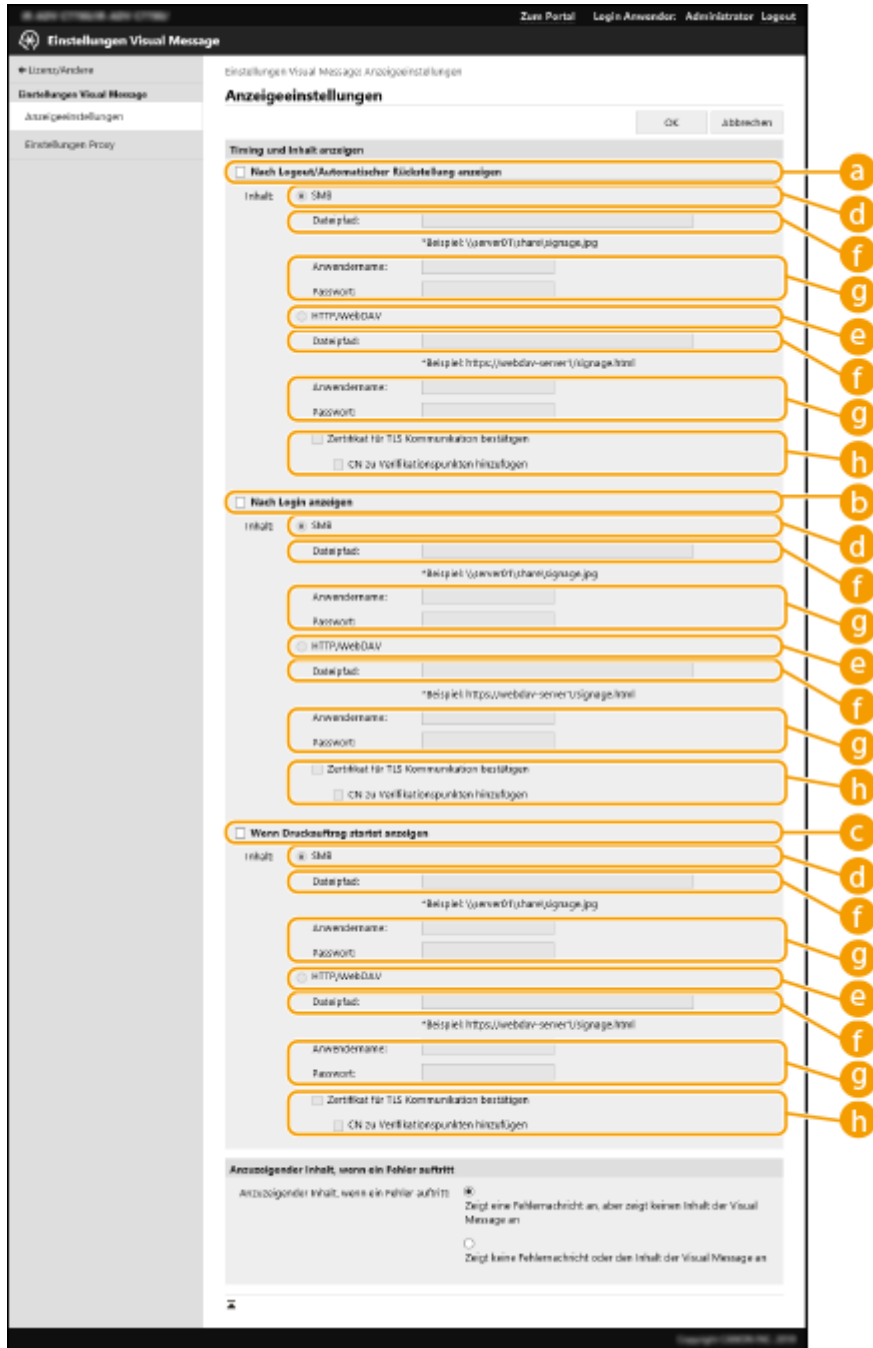 Zum Portal Login Anwender: Administrator Logout
Einstellungen Visual Message
Lizenz/Andere
Einstellungen Visual Message
Anzeigeeinstellungen
Einstellungen Proxy
Einstellungen Visual Message: Anzeigeeinstellungen
Anzeigeeinstellungen
OK Abbrechen
Timing und Inhalt anzeigen
Nach Logout/Automatischer Rückstellung anzeigen a
Inhalt: SMB d
Dateipfad: f
*Beispiel: \\server01\share\signage.jpg
Anwendername:
Passwort: g
HTTP/WebDAV e
Dateipfad: f
*Beispiel: https://webdav-server1/signage.html
Anwendername:
Passwort: g
Zertifikat für TLS Kommunikation bestätigen
CN zu Verifikationspunkten hinzufügen h
Nach Login anzeigen b
Inhalt: SMB d
Dateipfad: f
*Beispiel: \\server01\share\signage.jpg
Anwendername:
Passwort: g
HTTP/WebDAV e
Dateipfad: f
*Beispiel: https://webdav-server1/signage.html
Anwendername:
Passwort: g
Zertifikat für TLS Kommunikation bestätigen
CN zu Verifikationspunkten hinzufügen h
Wenn Druckauftrag startet anzeigen c
Inhalt: SMB d
Dateipfad: f
*Beispiel: \\server01\share\signage.jpg
Anwendername:
Passwort: g
HTTP/WebDAV e
Dateipfad: f
*Beispiel: https://webdav-server1/signage.html
Anwendername:
Passwort: g
Zertifikat für TLS Kommunikation bestätigen
CN zu Verifikationspunkten hinzufügen h
Anzuzeigender Inhalt, wenn ein Fehler auftritt
Anzuzeigender Inhalt, wenn ein Fehler auftritt:
Zeigt eine Fehlernachricht an, aber zeigt keinen Inhalt der Visual
Message an
Zeigt keine Fehlernachricht oder den Inhalt der Visual Message an